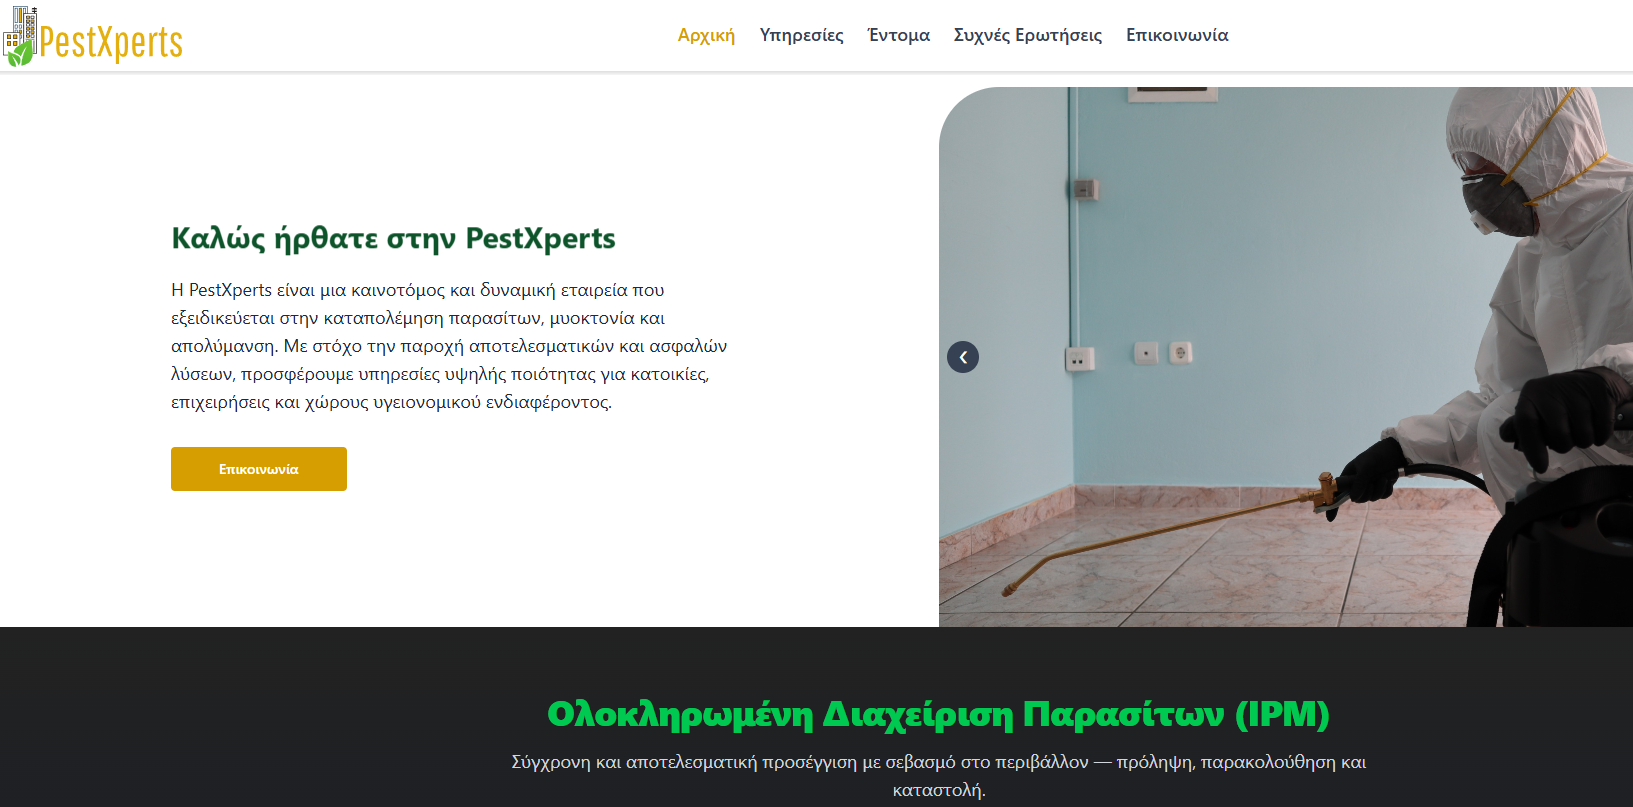 PestXperts
Αρχική Υπηρεσίες Έντομα Συχνές Ερωτήσεις Επικοινωνία
Καλώς ήρθατε στην PestXperts
Η PestXperts είναι μια καινοτόμος και δυναμική εταιρεία που
εξειδικεύεται στην καταπολέμηση παρασίτων, μυοκτονία και
απολύμανση. Με στόχο την παροχή αποτελεσματικών και ασφαλών
λύσεων, προσφέρουμε υπηρεσίες υψηλής ποιότητας για κατοικίες,
επιχειρήσεις και χώρους υγειονομικού ενδιαφέροντος.
Επικοινωνία
Ολοκληρωμένη Διαχείριση Παρασίτων (IPM)
Σύγχρονη και αποτελεσματική προσέγγιση με σεβασμό στο περιβάλλον — πρόληψη, παρακολούθηση και
καταστολή.